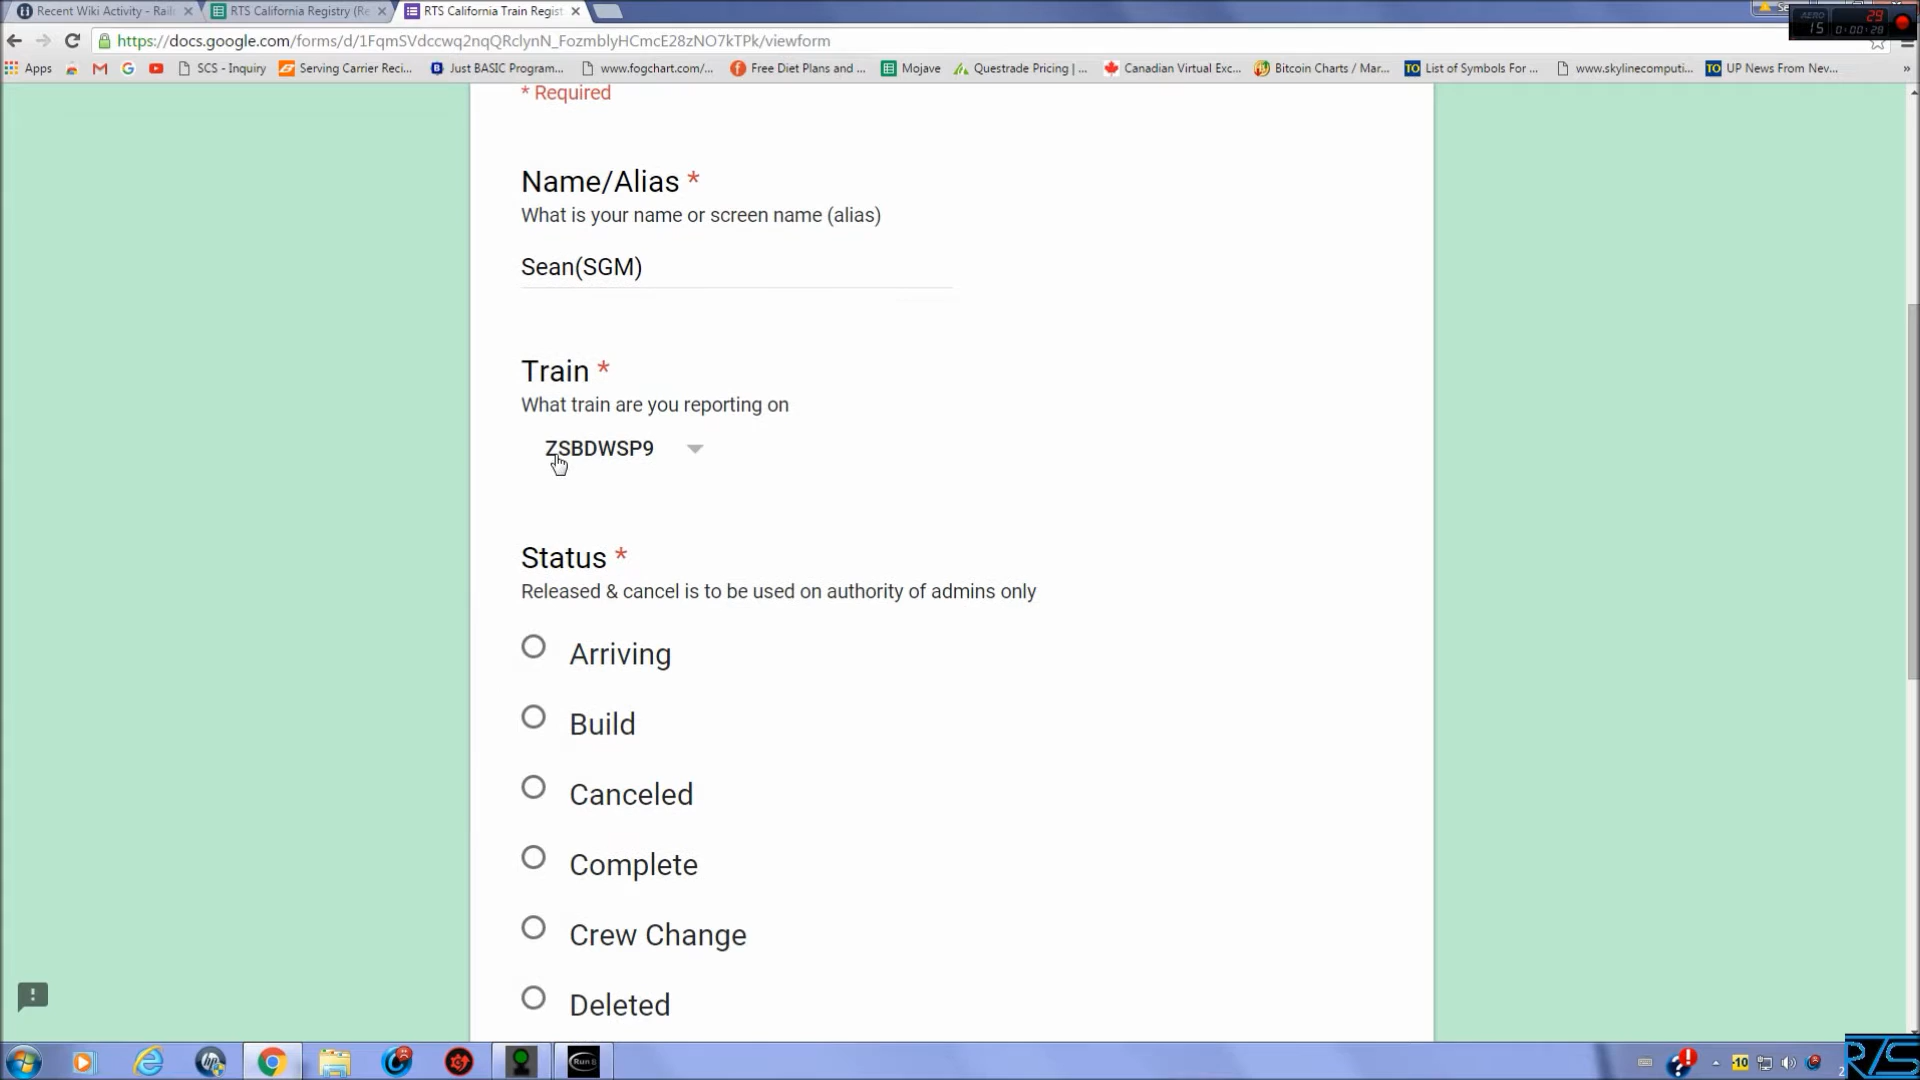 Recent Wiki Activity - Rail
RTS California Registry (Re
RTS California Train Regist
https://docs.google.com/forms/d/1FqmSVdccwq2nqQRclynN_FozmblyHCmcE28zNO7kTPk/viewform
Apps
SCS - Inquiry
Serving Carrier Reci...
Just BASIC Program...
www.fogchart.com/...
Free Diet Plans and ...
Mojave
Questrade Pricing | ...
Canadian Virtual Exc...
Bitcoin Charts / Mar...
List of Symbols For ...
www.skylinecomputi...
UP News From Nev...
»
* Required
Name/Alias *
What is your name or screen name (alias)
Sean(SGM)
Train *
What train are you reporting on
ZSBDWSP9
Status *
Released & cancel is to be used on authority of admins only
Arriving
Build
Canceled
Complete
Crew Change
Deleted